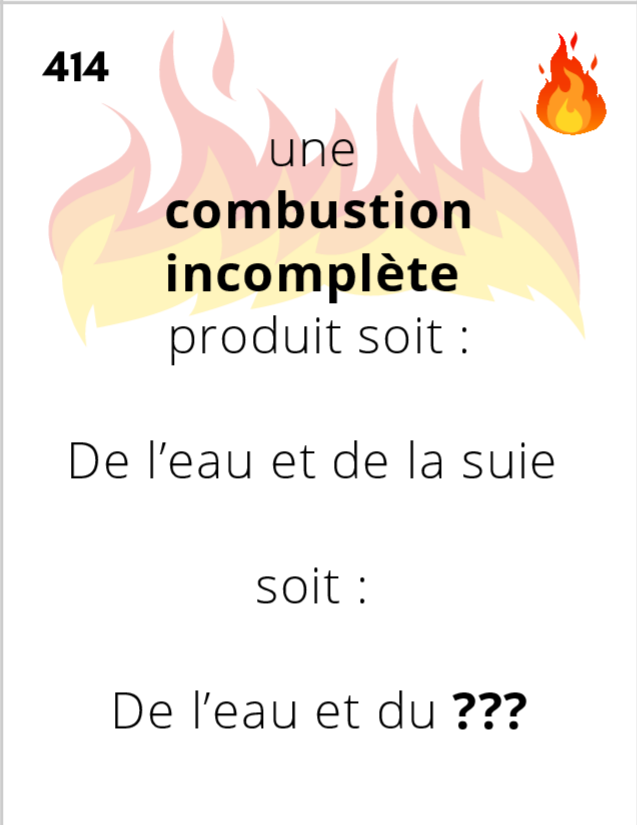 414
une
combustion
incomplète
produit soit :
De l’eau et de la suie
soit :
De l’eau et du ???